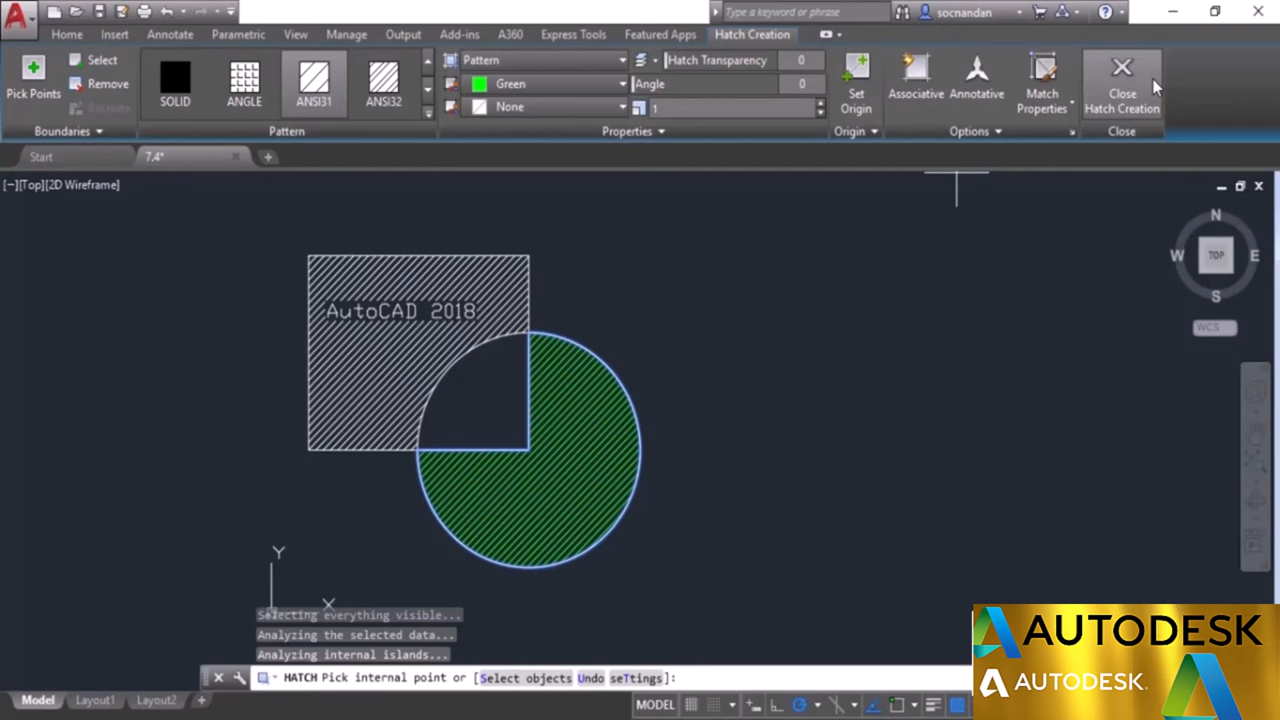 Type a keyword or phrase
socnandan
Home Insert Annotate Parametric View Manage Output Add-ins A360 Express Tools Featured Apps Hatch Creation
Pick Points
Select
Remove
Recreate
Boundaries
SOLID
ANGLE
ANSI31
ANSI32
Pattern
Pattern
Green
None
Hatch Transparency 0
Angle 0
1
Properties
Set
Origin
Origin
Associative
Annotative
Match
Properties
Options
Close
Hatch Creation
Close
Start
7.4*
[−][Top][2D Wireframe]
N
W
TOP
E
S
WCS
AutoCAD 2018
Y
X
Selecting everything visible...
Analyzing the selected data...
Analyzing internal islands...
HATCH Pick internal point or [Select objects Undo seTtings]:
Model Layout1 Layout2
MODEL
AUTODESK
AUTODESK.